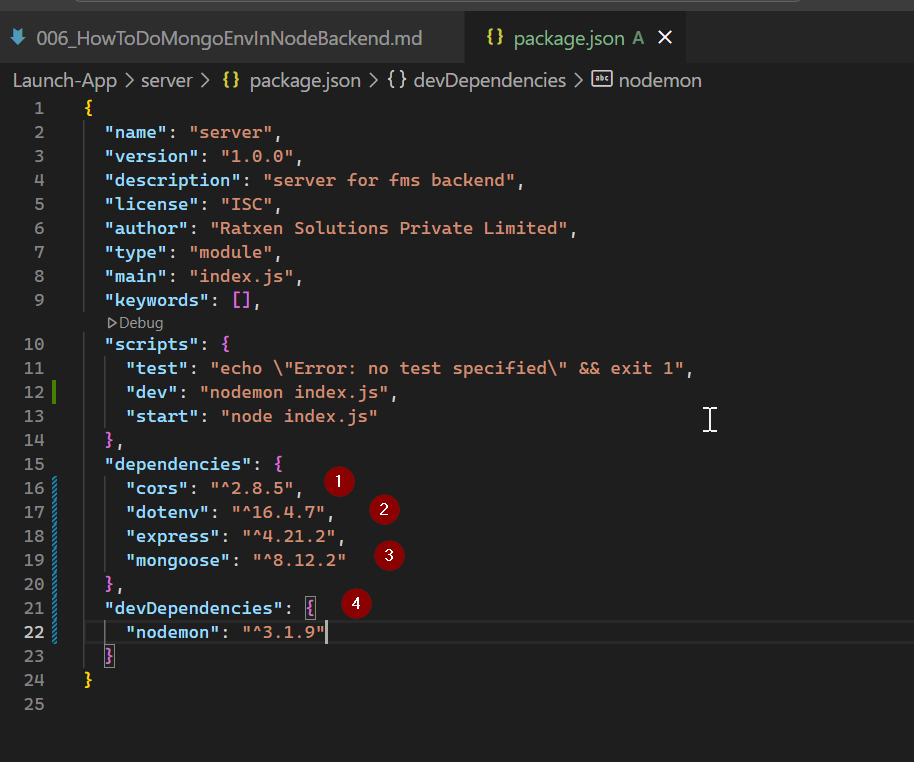 006_HowToDoMongoEnvInNodeBackend.md {} package.json A ×
Launch-App > server > {} package.json > {} devDependencies > abc nodemon
1 {
2 "name": "server",
3 "version": "1.0.0",
4 "description": "server for fms backend",
5 "license": "ISC",
6 "author": "Ratxen Solutions Private Limited",
7 "type": "module",
8 "main": "index.js",
9 "keywords": [],
Debug
10 "scripts": {
11 "test": "echo \"Error: no test specified\" && exit 1",
12 "dev": "nodemon index.js",
13 "start": "node index.js"
14 },
15 "dependencies": {
16 "cors": "^2.8.5", 1
17 "dotenv": "^16.4.7", 2
18 "express": "^4.21.2",
19 "mongoose": "^8.12.2" 3
20 },
21 "devDependencies": { 4
22 "nodemon": "^3.1.9"
23 }
24 }
25